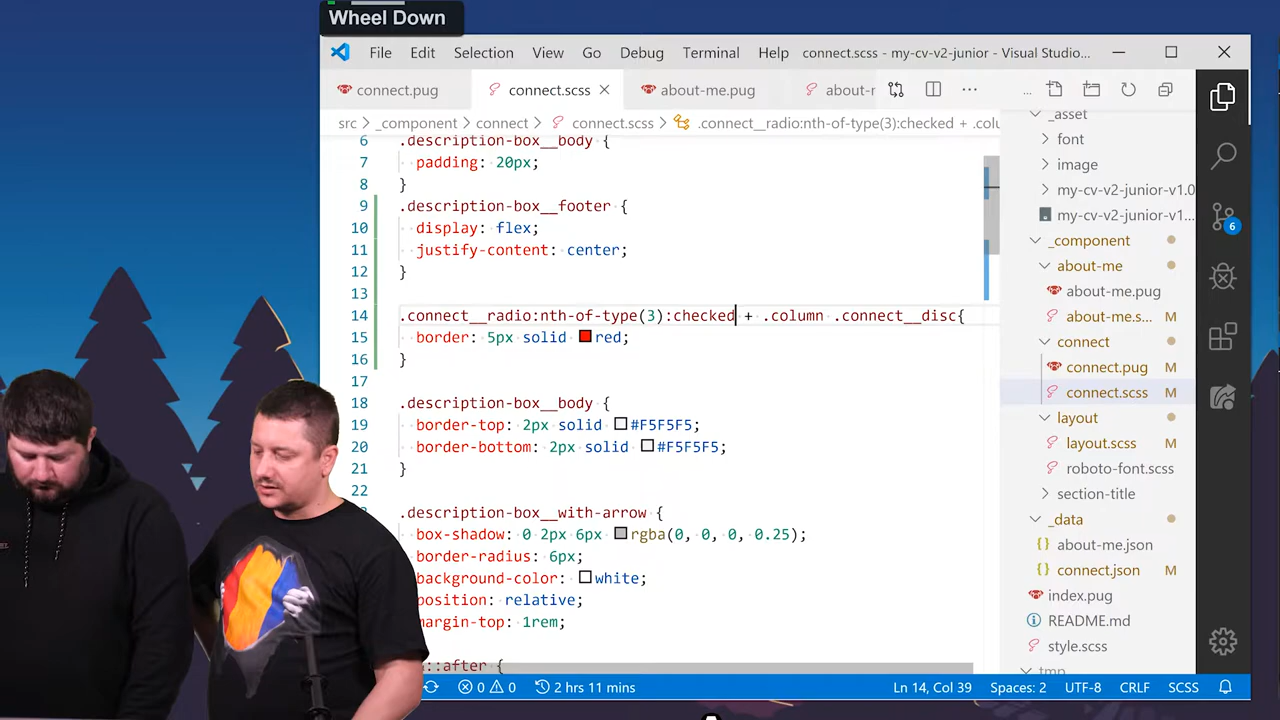 Wheel Down
File Edit Selection View Go Debug Terminal Help connect.scss - my-cv-v2-junior - Visual Studio...
connect.pug connect.scss about-me.pug about-r ... ...
src > _component > connect > connect.scss > .connect__radio:nth-of-type(3):checked + .colu
6 .description-box__body {
7 padding: 20px;
8 }
9 .description-box__footer {
10 display: flex;
11 justify-content: center;
12 }
13
14 .connect__radio:nth-of-type(3):checked + .column .connect__disc{
15 border: 5px solid red;
16 }
17
18 .description-box__body {
19 border-top: 2px solid #F5F5F5;
20 border-bottom: 2px solid #F5F5F5;
21 }
22
.description-box__with-arrow {
box-shadow: 0 2px 6px rgba(0, 0, 0, 0.25);
border-radius: 6px;
background-color: white;
position: relative;
margin-top: 1rem;
::after {
_asset
font
image
my-cv-v2-junior-v1.0
my-cv-v2-junior-v1...
_component
about-me
about-me.pug
about-me.s... M
connect
connect.pug M
connect.scss M
layout
layout.scss M
roboto-font.scss
section-title
_data
about-me.json
connect.json M
index.pug
README.md
style.scss
tmp
6
0 0 2 hrs 11 mins Ln 14, Col 39 Spaces: 2 UTF-8 CRLF SCSS